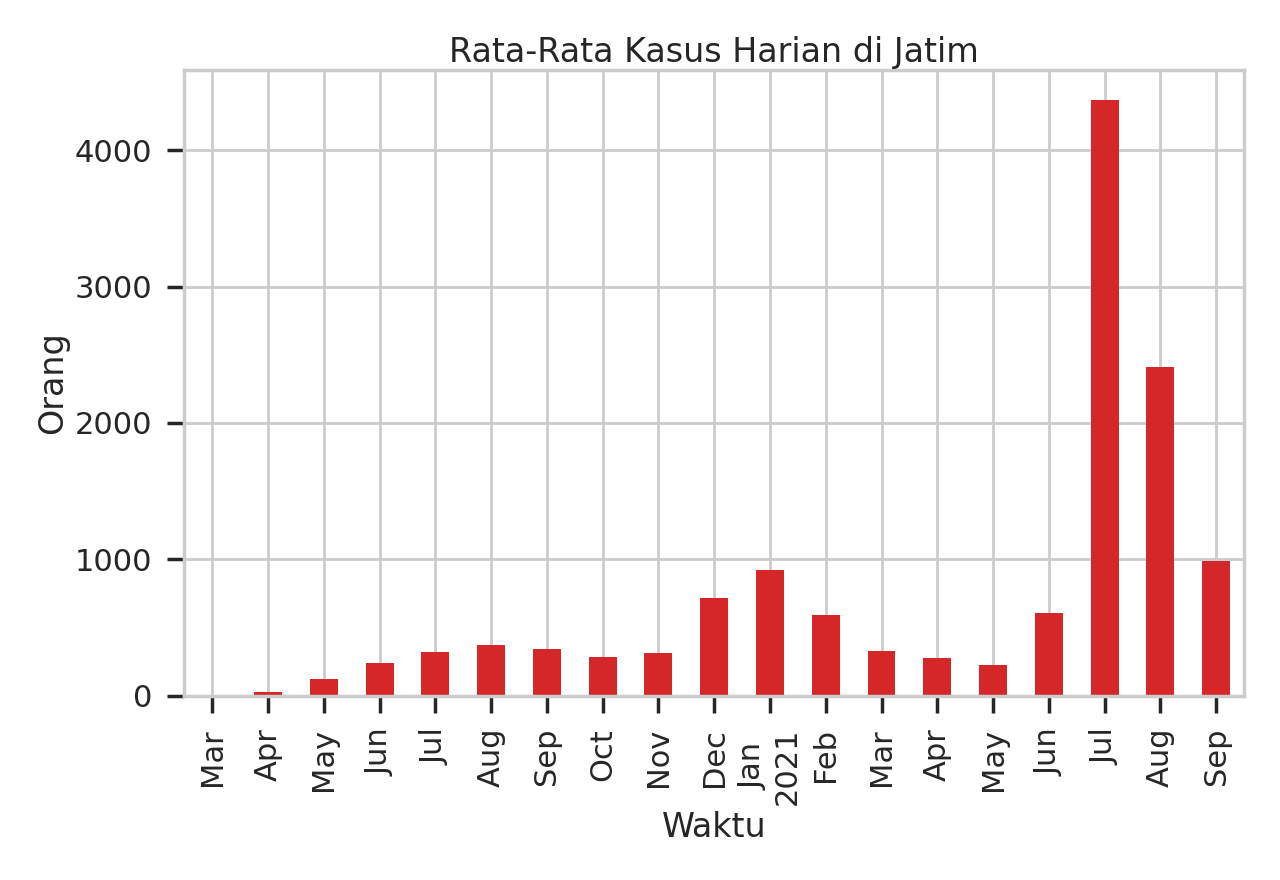 Rata-Rata Kasus Harian di Jatim
4000
3000
2000
1000
0
Orang
Mar
Apr
May
Jun
Jul
Aug
Sep
Oct
Nov
Dec
Jan
2021
Feb
Mar
Apr
May
Jun
Jul
Aug
Sep
Waktu